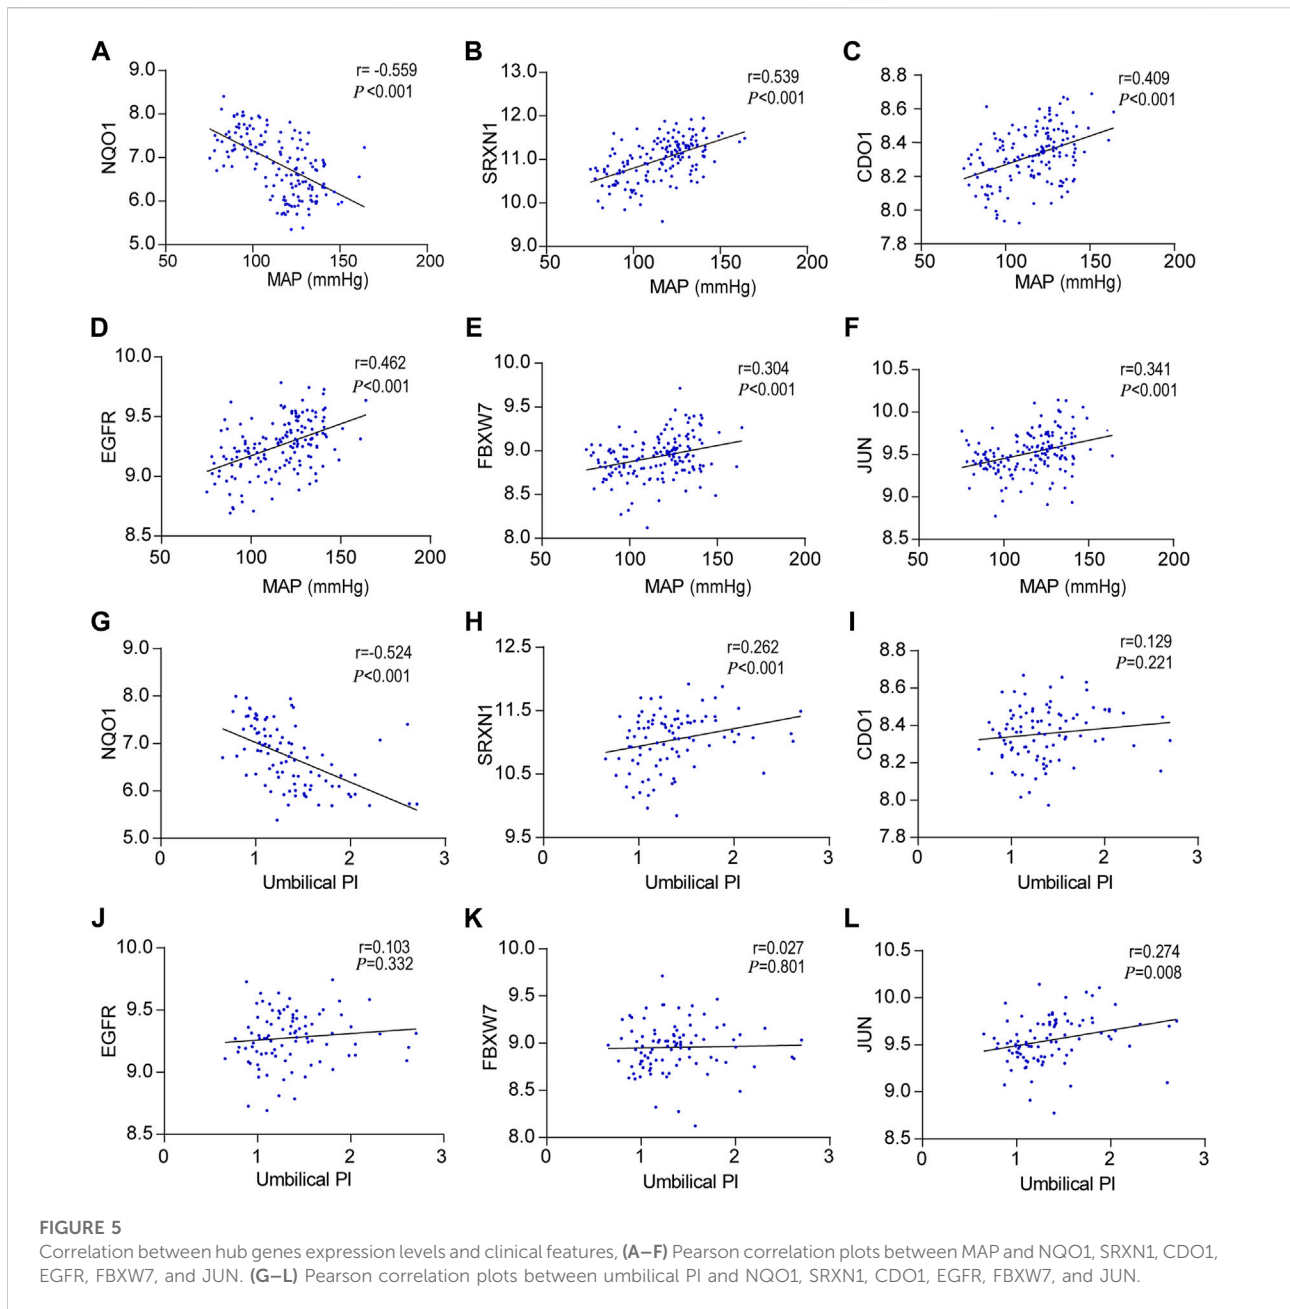 A
NQO1
9.0
8.0
7.0
6.0
5.0
50
100
150
200
MAP (mmHg)
r= -0.559
P<0.001
B
SRXN1
13.0
12.0
11.0
10.0
9.0
50
100
150
200
MAP (mmHg)
r=0.539
P<0.001
C
CDO1
8.8
8.6
8.4
8.2
8.0
7.8
50
100
150
200
MAP (mmHg)
r=0.409
P<0.001
D
EGFR
10.0
9.5
9.0
8.5
50
100
150
200
MAP (mmHg)
r=0.462
P<0.001
E
FBXW7
10.0
9.5
9.0
8.5
8.0
50
100
150
200
MAP (mmHg)
r=0.304
P<0.001
F
JUN
10.5
10.0
9.5
9.0
8.5
50
100
150
200
MAP (mmHg)
r=0.341
P<0.001
G
NQO1
9.0
8.0
7.0
6.0
5.0
0
1
2
3
Umbilical PI
r=-0.524
P<0.001
H
SRXN1
12.5
11.5
10.5
9.5
0
1
2
3
Umbilical PI
r=0.262
P<0.001
I
CDO1
8.8
8.6
8.4
8.2
8.0
7.8
0
1
2
3
Umbilical PI
r=0.129
P=0.221
J
EGFR
10.0
9.5
9.0
8.5
0
1
2
3
Umbilical PI
r=0.103
P=0.332
K
FBXW7
10.0
9.5
9.0
8.5
8.0
0
1
2
3
Umbilical PI
r=0.027
P=0.801
L
JUN
10.5
10.0
9.5
9.0
8.5
0
1
2
3
Umbilical PI
r=0.274
P=0.008
FIGURE 5
Correlation between hub genes expression levels and clinical features, (A–F) Pearson correlation plots between MAP and NQO1, SRXN1, CDO1,
EGFR, FBXW7, and JUN. (G–L) Pearson correlation plots between umbilical PI and NQO1, SRXN1, CDO1, EGFR, FBXW7, and JUN.